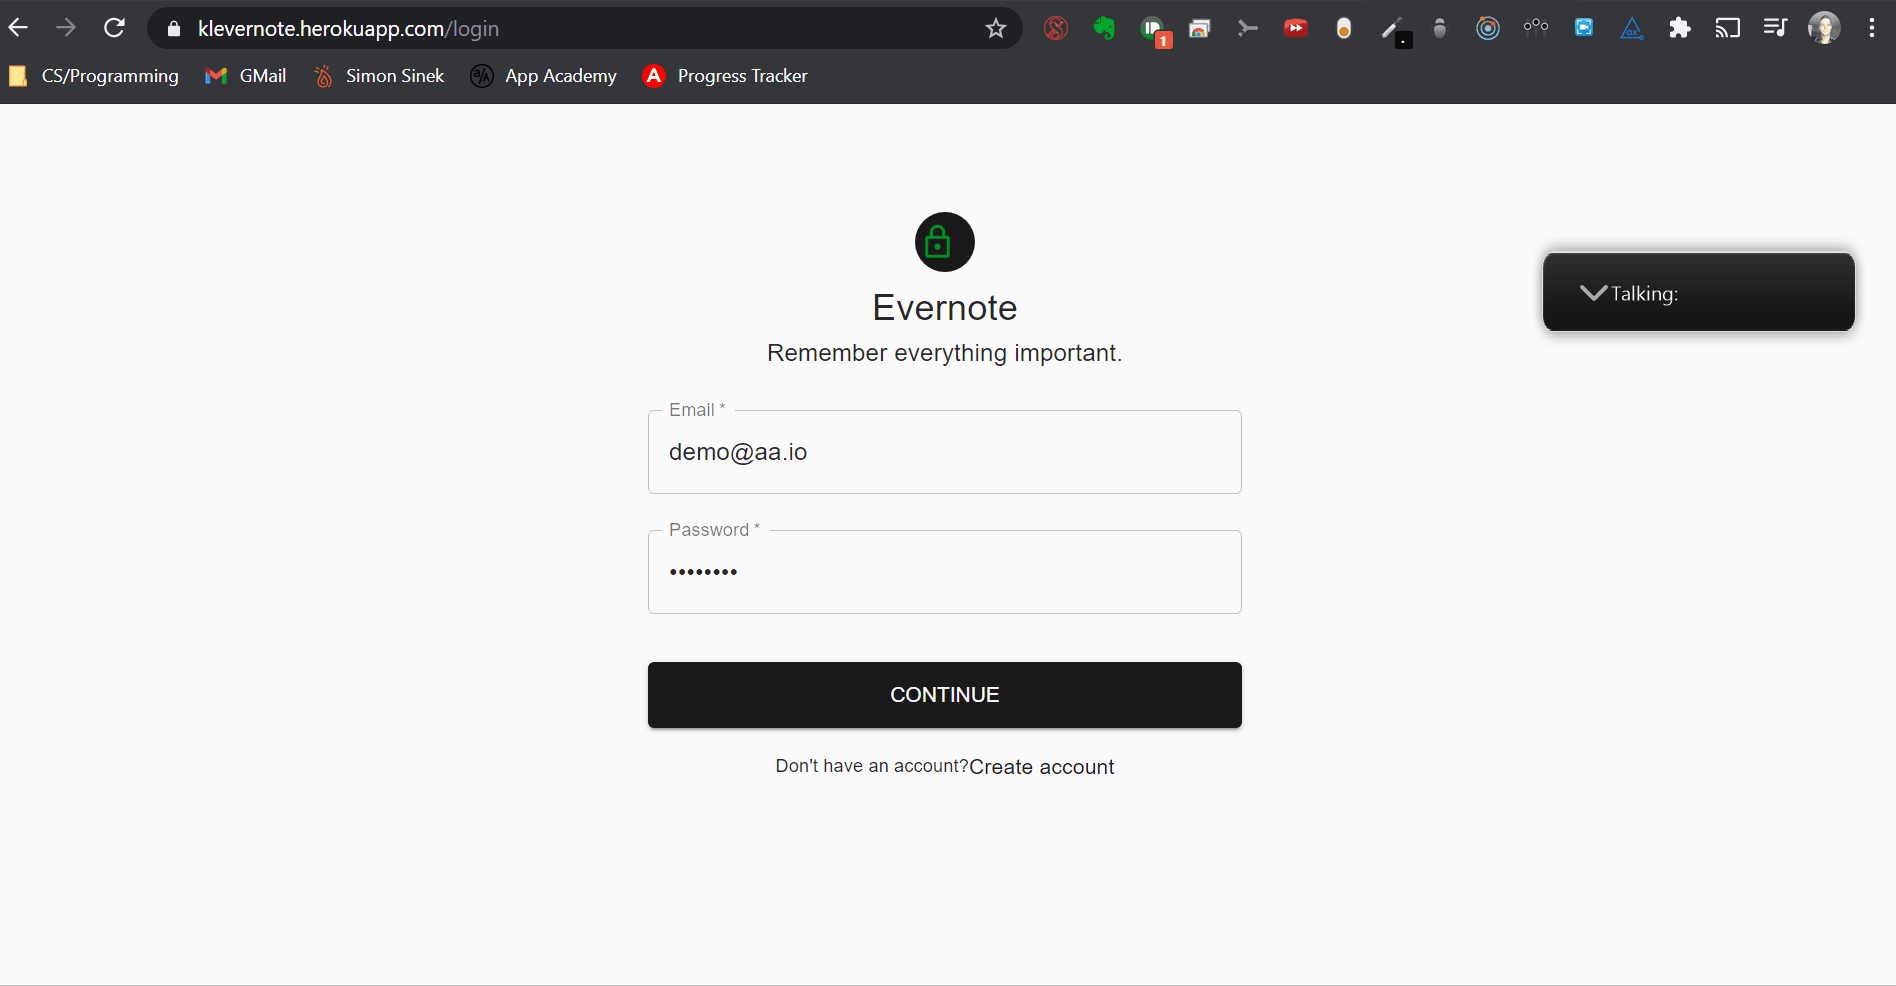 klevernote.herokuapp.com/login
1
CS/Programming GMail Simon Sinek a/A App Academy A Progress Tracker
Talking:
Evernote
Remember everything important.
Email *
demo@aa.io
Password *
••••••••
CONTINUE
Don't have an account?Create account